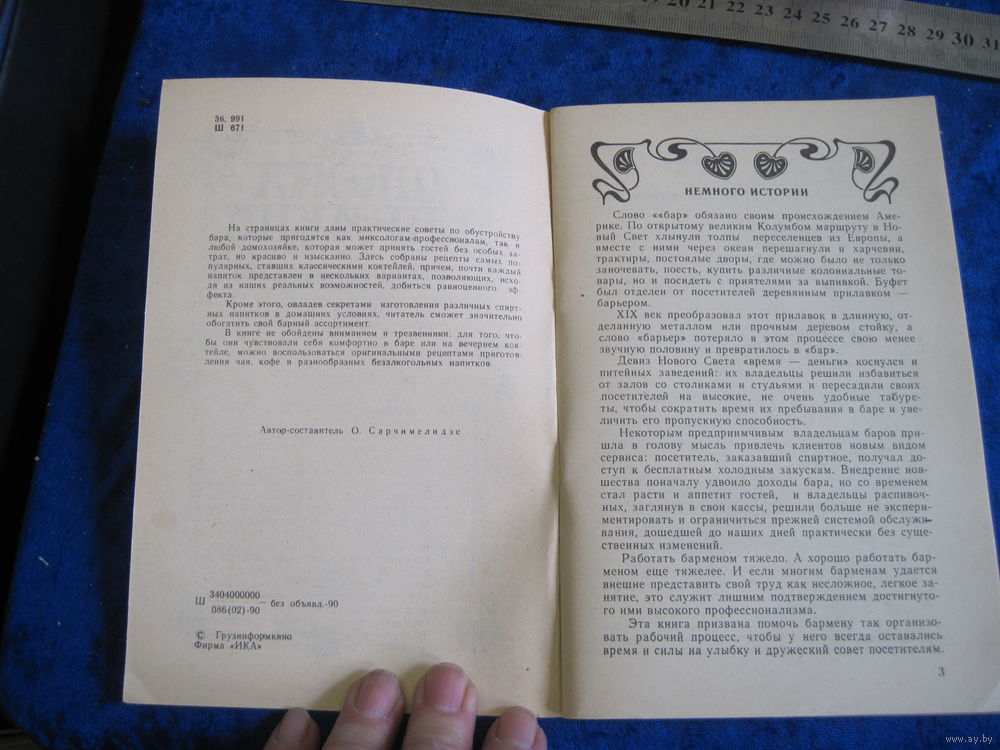 19 20 21 22 23 24 25 26 27 28 29 30 31
36. 991
Ш 671
На страницах книги даны практические советы по обустройству
бара, которые пригодятся как миксологам-профессионалам, так и
любой домохозяйке, которая может принять гостей без особых за-
трат, но красиво и изысканно. Здесь собраны рецепты самых по-
пулярных, ставших классическими коктейлей, причем, почти каждый
напиток представлен в нескольких вариантах, позволяющих, исхо-
дя из наших реальных возможностей, добиться равноценного эф-
фекта.
Кроме этого, овладев секретами изготовления различных спирт-
ных напитков в домашних условиях, читатель сможет значительно
обогатить свой барный ассортимент.
В книге не обойдены вниманием и трезвенники: для того, что-
бы они чувствовали себя комфортно в баре или на вечернем кок-
тейле, можно воспользоваться оригинальными рецептами приготов-
ления чая, кофе и разнообразных безалкогольных напитков.
Автор-составитель О. Сарчимелидзе
Ш 3404000000
086(02)-90 — без объявл.-90
© Грузинформкино
Фирма «ИКА»
НЕМНОГО ИСТОРИИ
Слово ««бар» обязано своим происхождением Аме-
рике. По открытому великим Колумбом маршруту в Но-
вый Свет хлынули толпы переселенцев из Европы, а
вместе с ними через океан перешагнули и харчевни,
трактиры, постоялые дворы, где можно было не только
заночевать, поесть, купить различные колониальные то-
вары, но и посидеть с приятелями за выпивкой. Буфет
был отделен от посетителей деревянным прилавком —
барьером.
XIX век преобразовал этот прилавок в длинную, от-
деланную металлом или прочным деревом стойку, а
слово «барьер» потеряло в этом процессе свою менее
звучную половину и превратилось в «бар».
Девиз Нового Света «время — деньги» коснулся и
питейных заведений: их владельцы решили избавиться
от залов со столиками и стульями и пересадили своих
посетителей на высокие, не очень удобные табуре-
ты, чтобы сократить время их пребывания в баре и уве-
личить его пропускную способность.
Некоторым предприимчивым владельцам баров при-
шла в голову мысль привлечь клиентов новым видом
сервиса: посетитель, заказавший спиртное, получал до-
ступ к бесплатным холодным закускам. Внедрение нов-
шества поначалу удвоило доходы бара, но со временем
стал расти и аппетит гостей, и владельцы распивоч-
ных, заглянув в свои кассы, решили больше не экспери-
ментировать и ограничиться прежней системой обслужи-
вания, дошедшей до наших дней практически без суще-
ственных изменений.
Работать барменом тяжело. А хорошо работать бар-
меном еще тяжелее. И если многим барменам удается
внешне представить свой труд как несложное, легкое за-
нятие, это служит лишним подтверждением достигнуто-
го ими высокого профессионализма.
Эта книга призвана помочь бармену так организо-
вать рабочий процесс, чтобы у него всегда оставались
время и силы на улыбку и дружеский совет посетителям.
3
www.ay.by